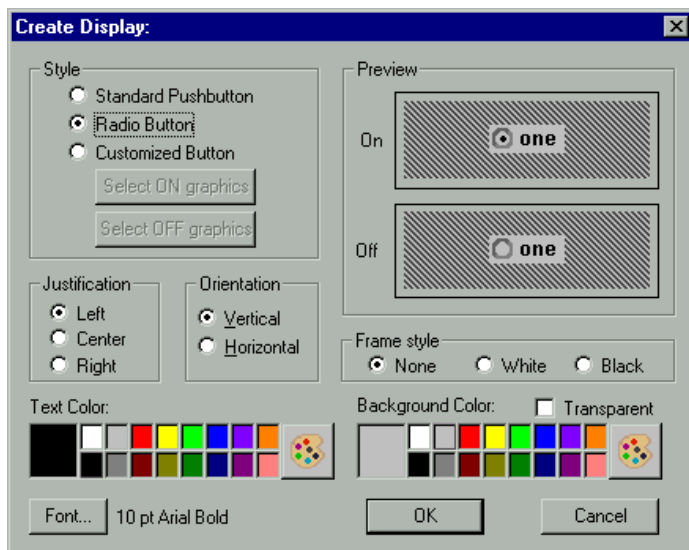 Create Display:
Style
Standard Pushbutton
Radio Button
Customized Button
Select ON graphics
Select OFF graphics
Preview
On
one
Off
one
Justification
Left
Center
Right
Orientation
Vertical
Horizontal
Frame style
None
White
Black
Text Color:
Background Color:
Transparent
Font...
10 pt Arial Bold
OK
Cancel